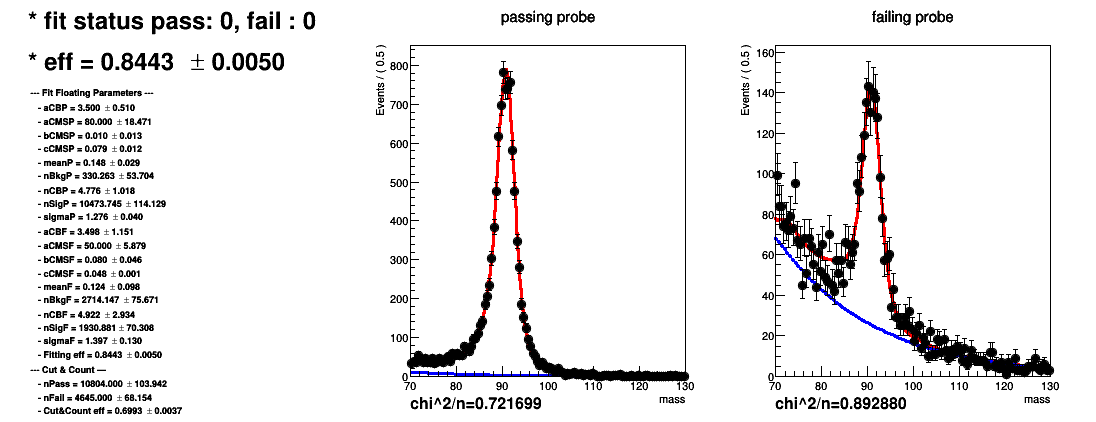 * fit status pass: 0, fail : 0
* eff = 0.8443 ± 0.0050
--- Fit Floating Parameters ---
- aCBP = 3.500 ± 0.510
- aCMSP = 80.000 ± 18.471
- bCMSP = 0.010 ± 0.013
- cCMSP = 0.079 ± 0.012
- meanP = 0.148 ± 0.029
- nBkgP = 330.263 ± 53.704
- nCBP = 4.776 ± 1.018
- nSigP = 10473.745 ± 114.129
- sigmaP = 1.276 ± 0.040
- aCBF = 3.498 ± 1.151
- aCMSF = 50.000 ± 5.879
- bCMSF = 0.080 ± 0.046
- cCMSF = 0.048 ± 0.001
- meanF = 0.124 ± 0.098
- nBkgF = 2714.147 ± 75.671
- nCBF = 4.922 ± 2.934
- nSigF = 1930.881 ± 70.308
- sigmaF = 1.397 ± 0.130
- Fitting eff = 0.8443 ± 0.0050
--- Cut & Count ---
- nPass = 10804.000 ± 103.942
- nFail = 4645.000 ± 68.154
- Cut&Count eff = 0.6993 ± 0.0037
passing probe
Events / ( 0.5 )
800
700
600
500
400
300
200
100
0
70 80 90 100 110 120 130
mass
chi^2/n=0.721699
failing probe
Events / ( 0.5 )
160
140
120
100
80
60
40
20
0
70 80 90 100 110 120 130
mass
chi^2/n=0.892880